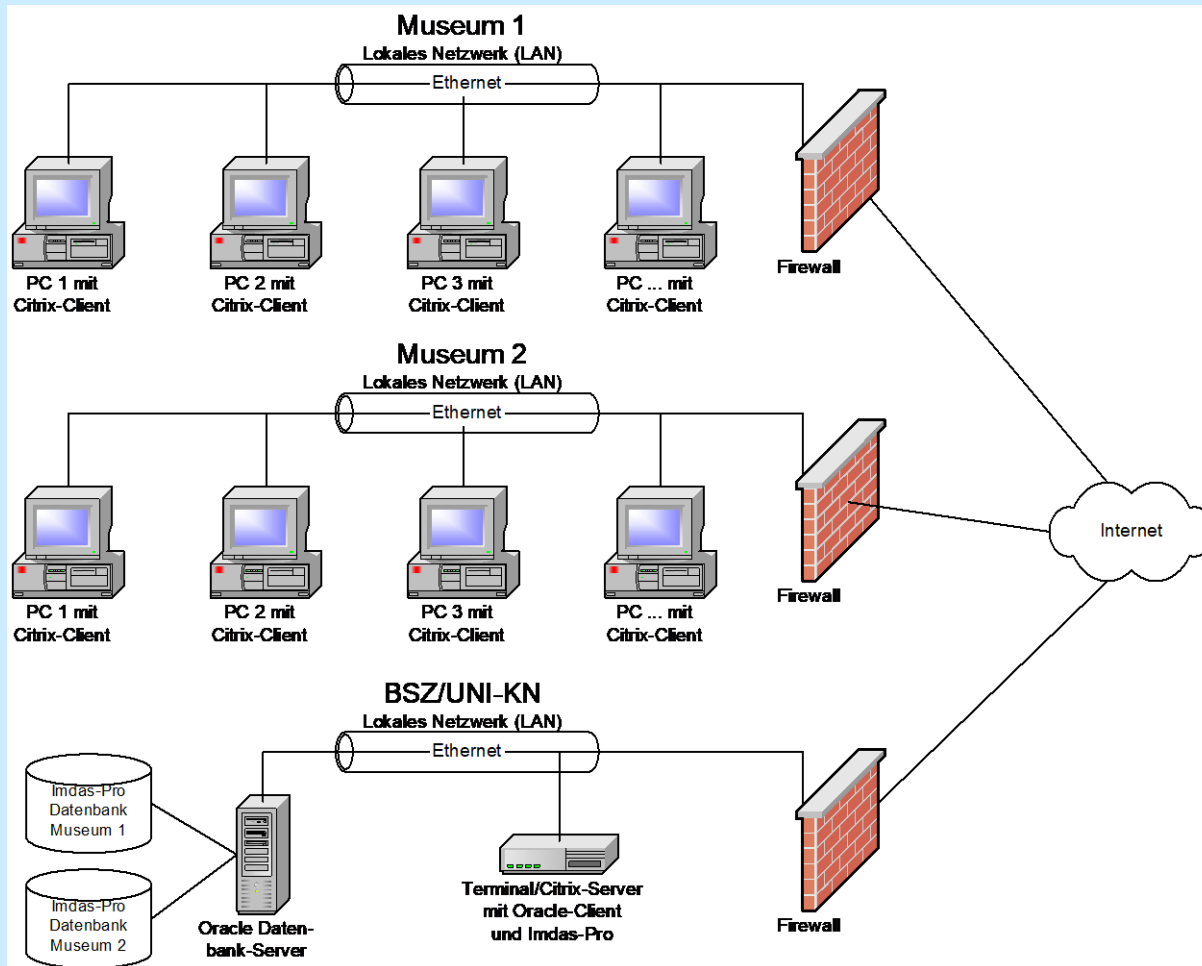 Museum 1
Lokales Netzwerk (LAN)
Ethernet
PC 1 mit
Citrix-Client
PC 2 mit
Citrix-Client
PC 3 mit
Citrix-Client
PC ... mit
Citrix-Client
Firewall
Museum 2
Lokales Netzwerk (LAN)
Ethernet
PC 1 mit
Citrix-Client
PC 2 mit
Citrix-Client
PC 3 mit
Citrix-Client
PC ... mit
Citrix-Client
Firewall
Internet
BSZ/UNI-KN
Lokales Netzwerk (LAN)
Ethernet
Imdas-Pro
Datenbank
Museum 1
Imdas-Pro
Datenbank
Museum 2
Oracle Daten-
bank-Server
Terminal/Citrix-Server
mit Oracle-Client
und Imdas-Pro
Firewall